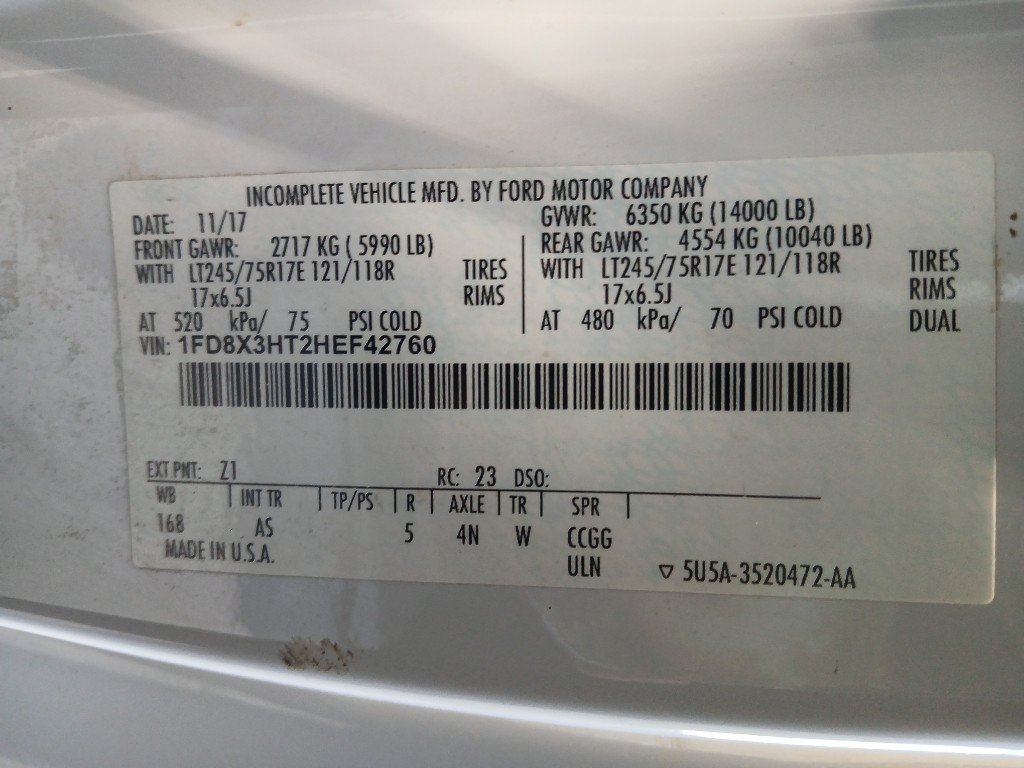 INCOMPLETE VEHICLE MFD. BY FORD MOTOR COMPANY
DATE: 11/17 GVWR: 6350 KG (14000 LB)
FRONT GAWR: 2717 KG ( 5990 LB) REAR GAWR: 4554 KG (10040 LB)
WITH LT245/75R17E 121/118R TIRES WITH LT245/75R17E 121/118R TIRES
17x6.5J RIMS 17x6.5J RIMS
AT 520 kPa/ 75 PSI COLD AT 480 kPa/ 70 PSI COLD DUAL
VIN: 1FD8X3HT2HEF42760
EXT PNT: Z1 RC: 23 DSO:
WB INT TR TP/PS R AXLE TR SPR
168 AS 5 4N W CCGG
MADE IN U.S.A. ULN 5U5A-3520472-AA